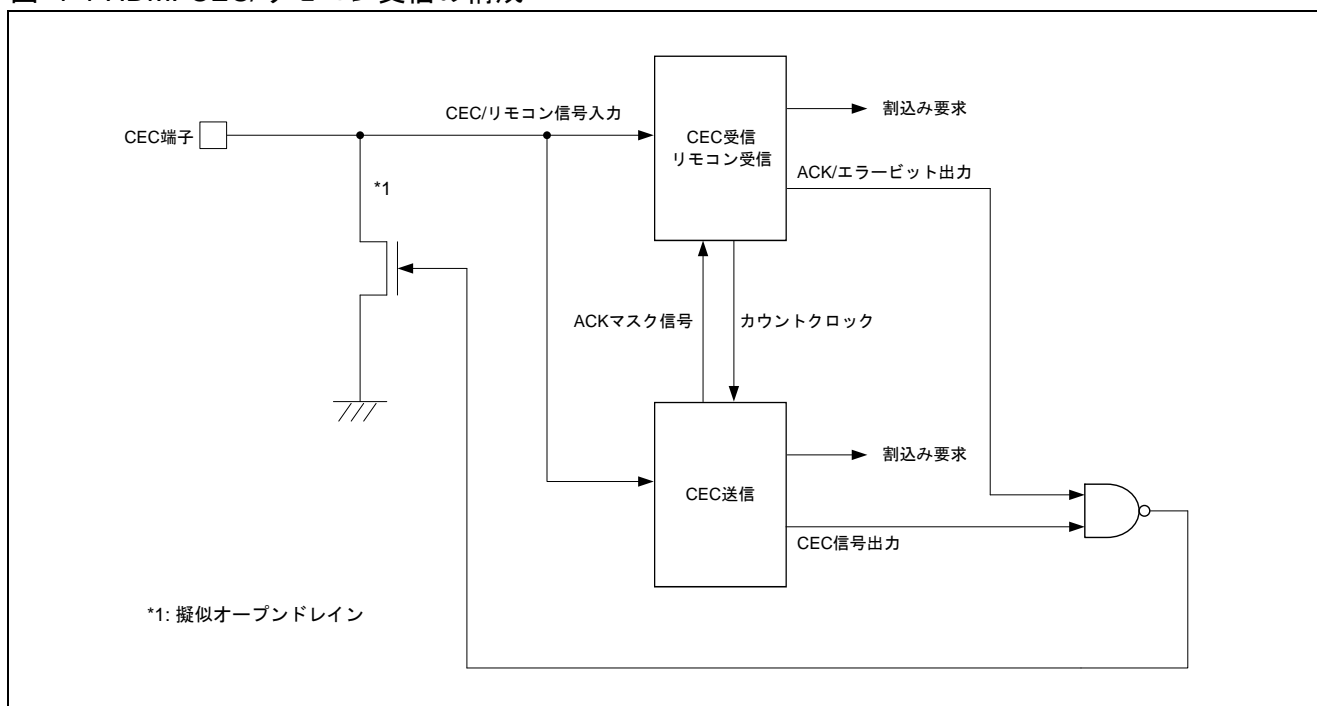 CEC端子
CEC/リモコン信号入力
*1
CEC受信
リモコン受信
割込み要求
ACK/エラービット出力
ACKマスク信号
カウントクロック
CEC送信
割込み要求
CEC信号出力
*1: 擬似オープンドレイン